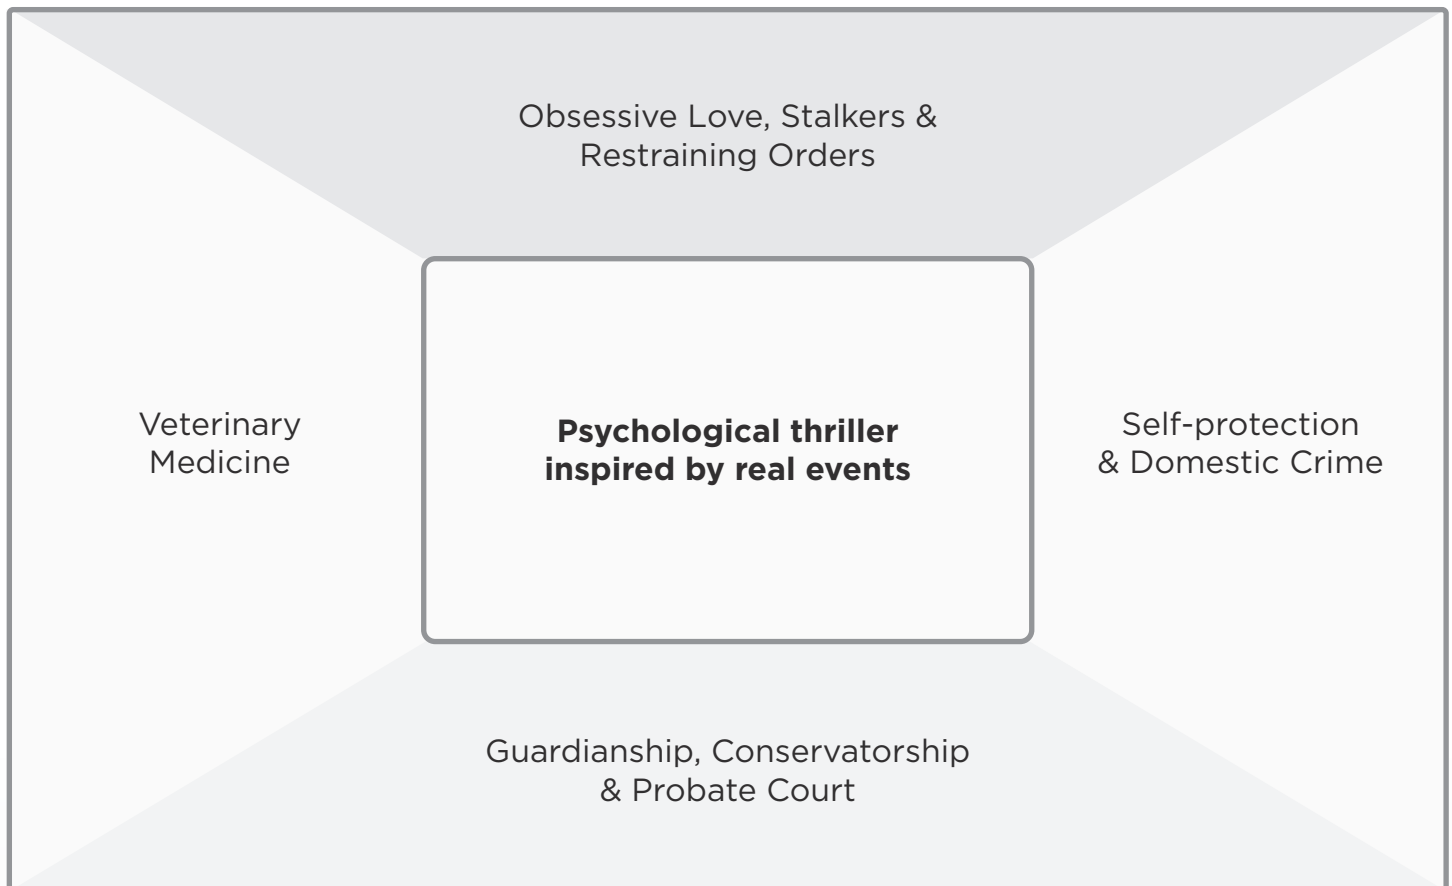 Obsessive Love, Stalkers &
Restraining Orders
Veterinary
Medicine
Psychological thriller
inspired by real events
Self-protection
& Domestic Crime
Guardianship, Conservatorship
& Probate Court